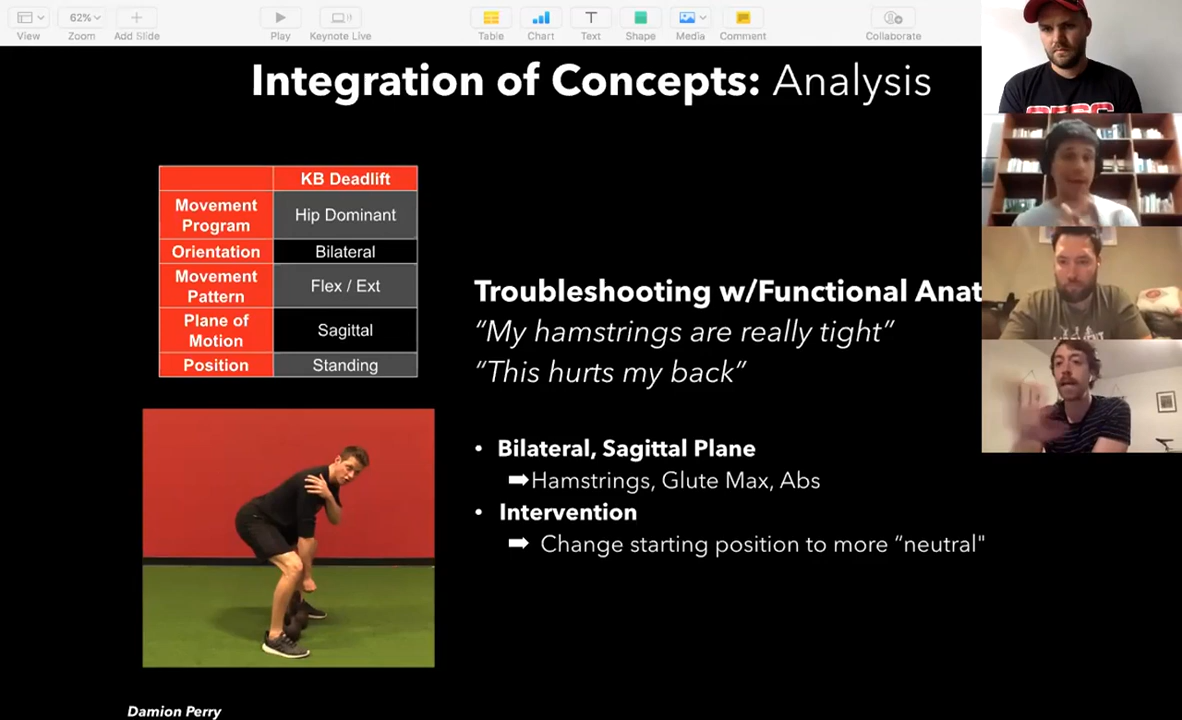 62%
View
Zoom
Add Slide
Play
Keynote Live
Table
Chart
Text
Shape
Media
Comment
Collaborate
Integration of Concepts: Analysis
KB Deadlift
Movement
Program
Hip Dominant
Orientation
Bilateral
Movement
Pattern
Flex / Ext
Plane of
Motion
Sagittal
Position
Standing
Troubleshooting w/Functional Anat
“My hamstrings are really tight”
“This hurts my back”
• Bilateral, Sagittal Plane
➡Hamstrings, Glute Max, Abs
• Intervention
➡ Change starting position to more “neutral"
Damion Perry